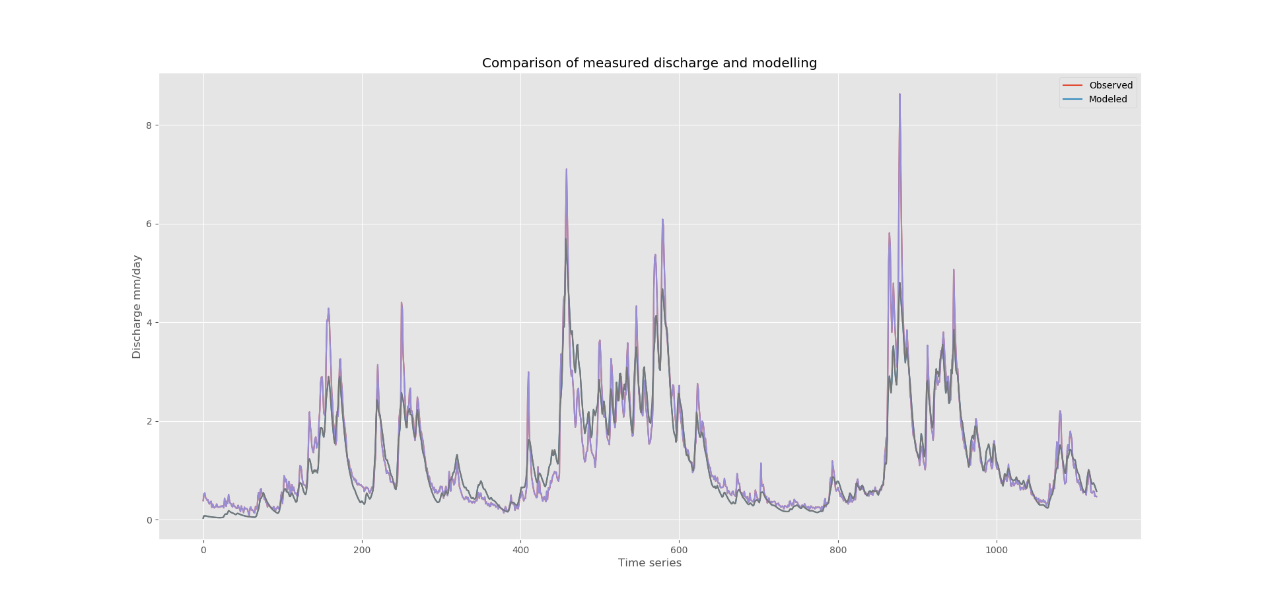 Comparison of measured discharge and modelling
Observed
Modeled
8
6
4
2
0
Discharge mm/day
0 200 400 600 800 1000
Time series